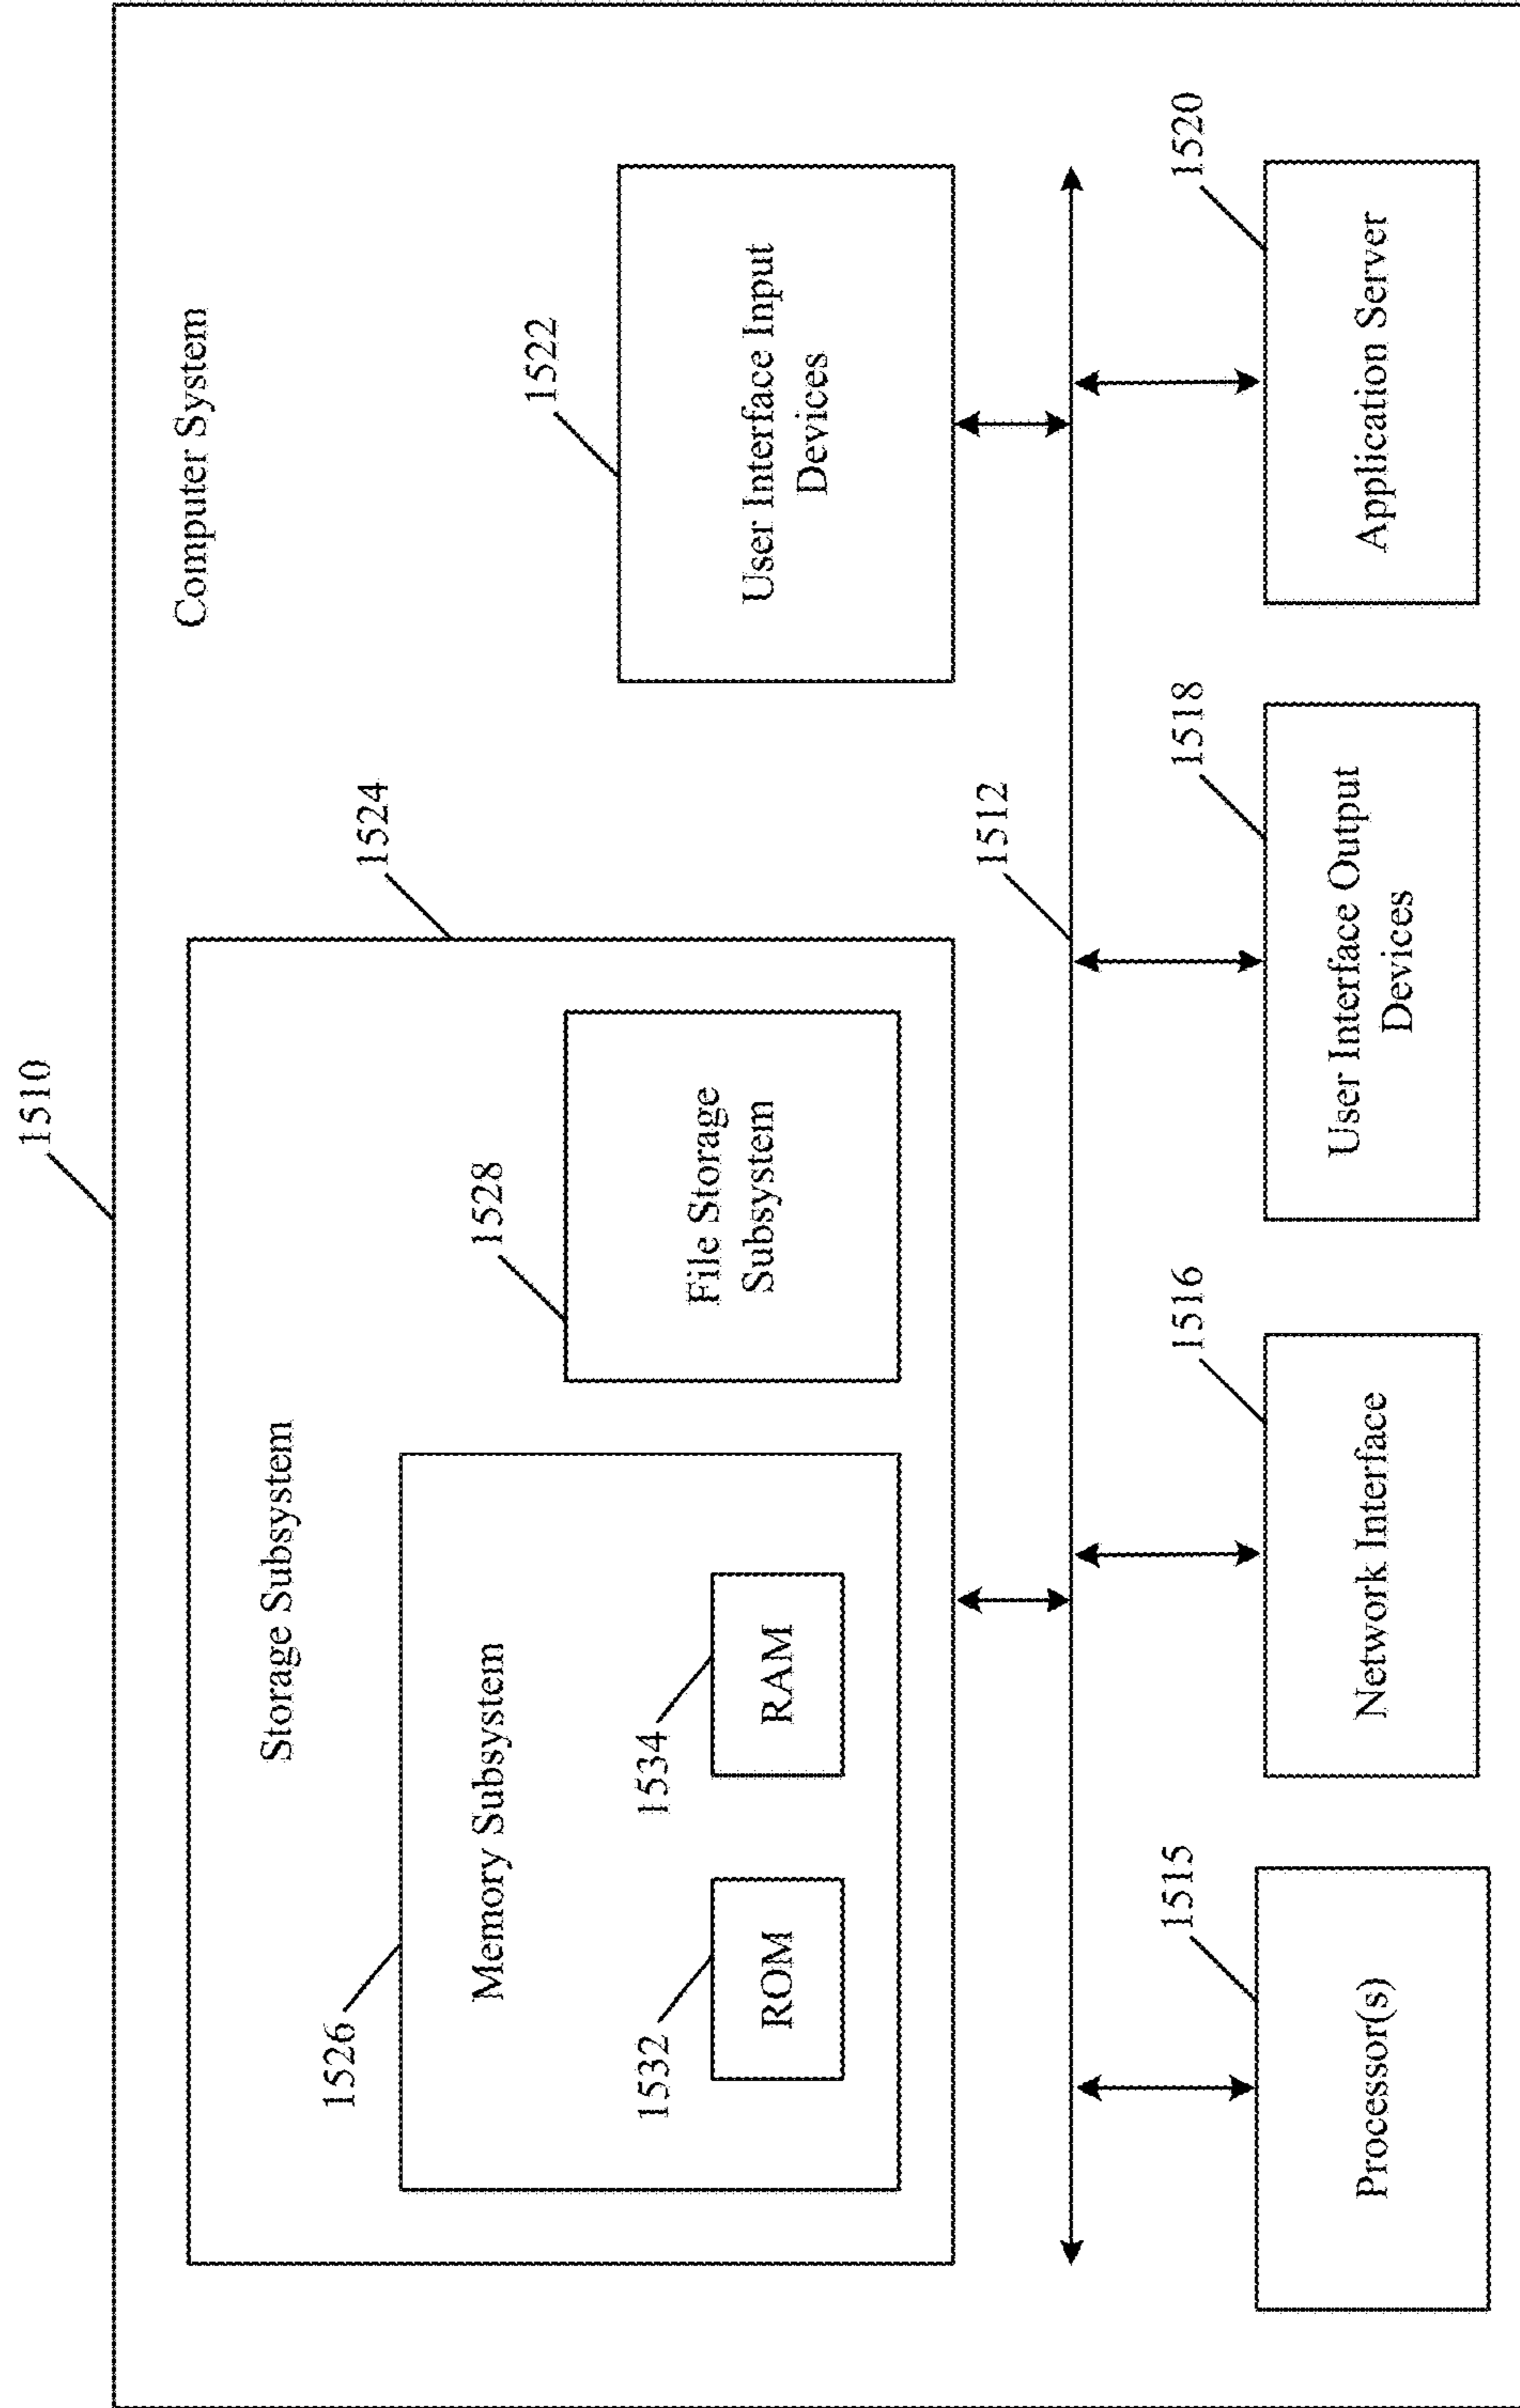 1510
Computer System
1524
Storage Subsystem
1526
Memory Subsystem
1528
1522
1532
ROM
1534
RAM
File Storage
Subsystem
User Interface Input
Devices
1512
1515
Processor(s)
1516
Network Interface
1518
User Interface Output
Devices
1520
Application Server